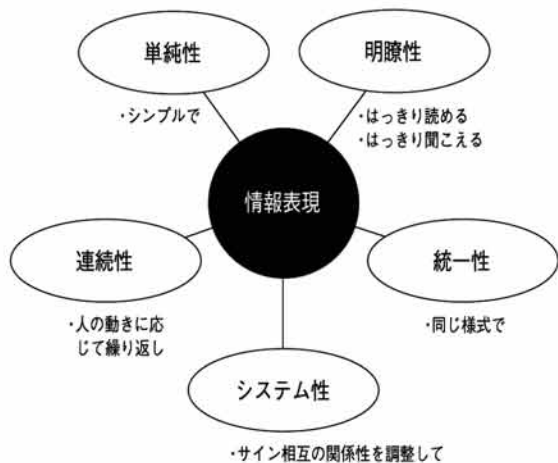 単純性
・シンプルで
明瞭性
・はっきり読める
・はっきり聞こえる
情報表現
連続性
・人の動きに応
じて繰り返し
統一性
・同じ様式で
システム性
・サイン相互の関係性を調整して